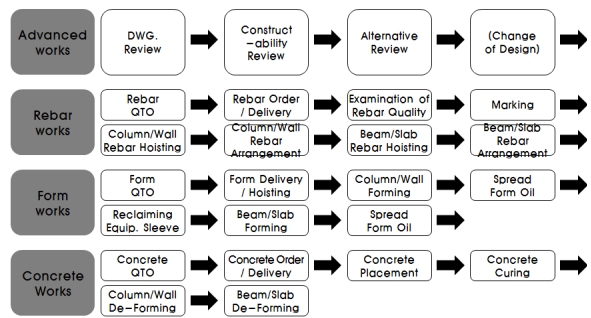 Advanced
works
DWG.
Review
Construct
-ability
Review
Alternative
Review
(Change
of Design)
Rebar
works
Rebar
QTO
Rebar Order
/ Delivery
Examination of
Rebar Quality
Marking
Column/Wall
Rebar Hoisting
Column/Wall
Rebar
Arrangement
Beam/Slab
Rebar Hoisting
Beam/Slab
Rebar
Arrangement
Form
works
Form
QTO
Form Delivery
/ Hoisting
Column/Wall
Forming
Spread
Form Oil
Reclaiming
Equip. Sleeve
Beam/Slab
Forming
Spread
Form Oil
Concrete
Works
Concrete
QTO
Concrete Order
/ Delivery
Concrete
Placement
Concrete
Curing
Column/Wall
De-Forming
Beam/Slab
De-Forming